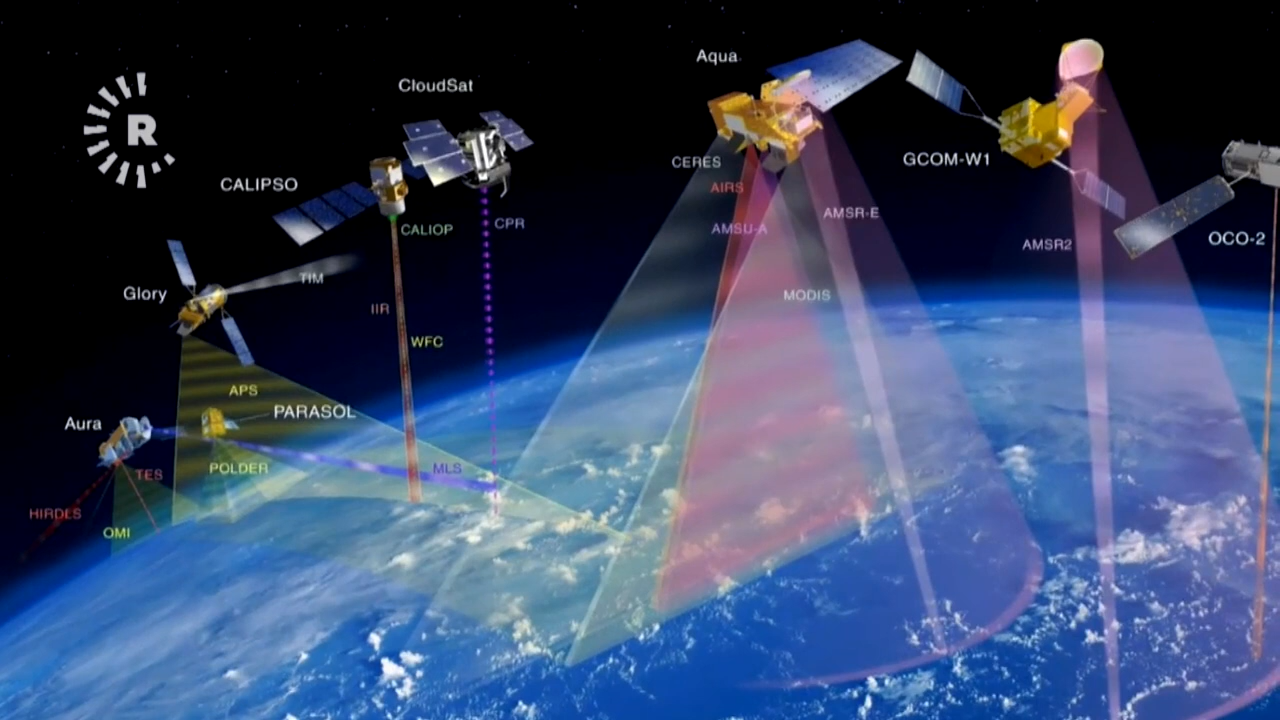 R
CloudSat
Aqua
CALIPSO
CERES
GCOM-W1
AIRS
CALIOP
CPR
AMSU-A
AMSR-E
AMSR2
OCO-2
TIM
Glory
MODIS
IIR
WFC
APS
PARASOL
Aura
TES
POLDER
MLS
HIRDLS
OMI